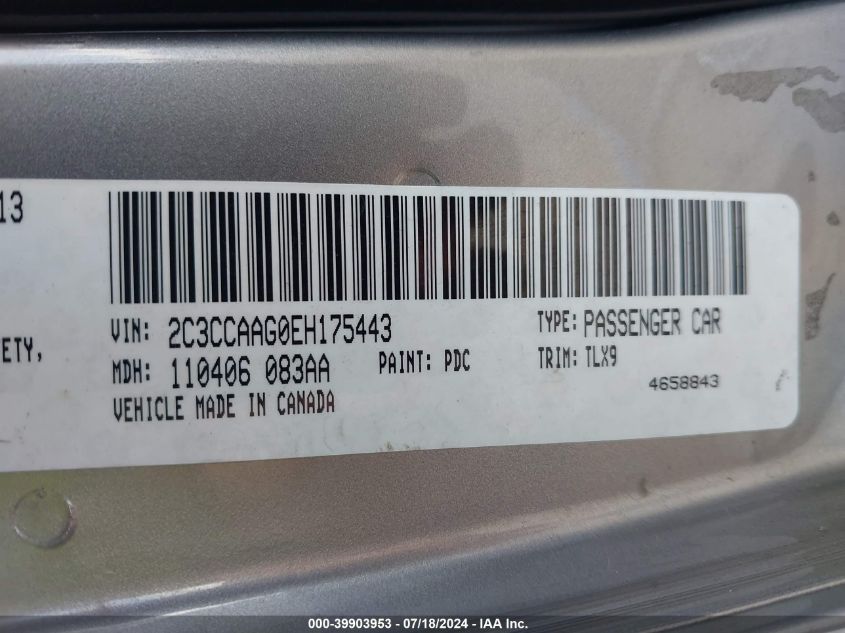 13
VIN: 2C3CCAAG0EH175443 TYPE: PASSENGER CAR
ETY,
MDH: 110406 083AA PAINT: PDC TRIM: TLX9
4658843
VEHICLE MADE IN CANADA
000-39903953 - 07/18/2024 - IAA Inc.